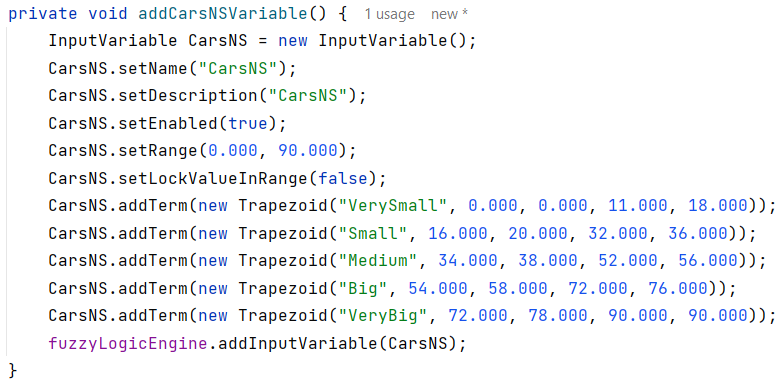 private void addCarsNSVariable() { 1 usage new *
InputVariable CarsNS = new InputVariable();
CarsNS.setName("CarsNS");
CarsNS.setDescription("CarsNS");
CarsNS.setEnabled(true);
CarsNS.setRange(0.000, 90.000);
CarsNS.setLockValueInRange(false);
CarsNS.addTerm(new Trapezoid("VerySmall", 0.000, 0.000, 11.000, 18.000));
CarsNS.addTerm(new Trapezoid("Small", 16.000, 20.000, 32.000, 36.000));
CarsNS.addTerm(new Trapezoid("Medium", 34.000, 38.000, 52.000, 56.000));
CarsNS.addTerm(new Trapezoid("Big", 54.000, 58.000, 72.000, 76.000));
CarsNS.addTerm(new Trapezoid("VeryBig", 72.000, 78.000, 90.000, 90.000));
fuzzyLogicEngine.addInputVariable(CarsNS);
}